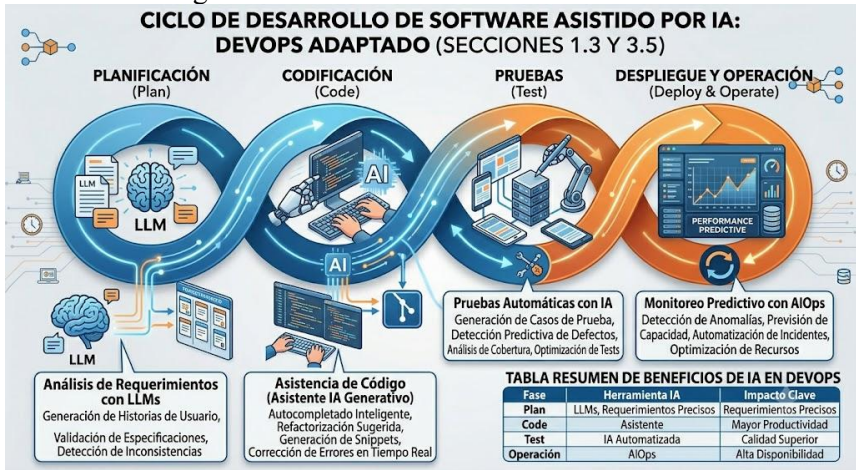 CICLO DE DESARROLLO DE SOFTWARE ASISTIDO POR IA:
DEVOPS ADAPTADO (SECCIONES 1.3 Y 3.5)
PLANIFICACIÓN
(Plan)
CODIFICACIÓN
(Code)
PRUEBAS
(Test)
DESPLIEGUE Y OPERACIÓN
(Deploy & Operate)
LLM
LLM
AI
PERFORMANCE
PREDICTIVE
AI
LLM
Análisis de Requerimientos
con LLMs
Generación de Historias de Usuario,
Validación de Especificaciones,
Detección de Inconsistencias
Asistencia de Código
(Asistente IA Generativo)
Autocompletado Inteligente,
Refactorización Sugerida,
Generación de Snippets,
Corrección de Errores en Tiempo Real
Pruebas Automáticas con IA
Generación de Casos de Prueba,
Detección Predictiva de Defectos,
Análisis de Cobertura, Optimización de Tests
Monitoreo Predictivo con AIOps
Detección de Anomalías, Previsión de
Capacidad, Automatización de Incidentes,
Optimización de Recursos
TABLA RESUMEN DE BENEFICIOS DE IA EN DEVOPS
Fase Herramienta IA Impacto Clave
Plan LLMs, Requerimientos Precisos Requerimientos Precisos
Code Asistente Mayor Productividad
Test IA Automatizada Calidad Superior
Operación AIOps Alta Disponibilidad